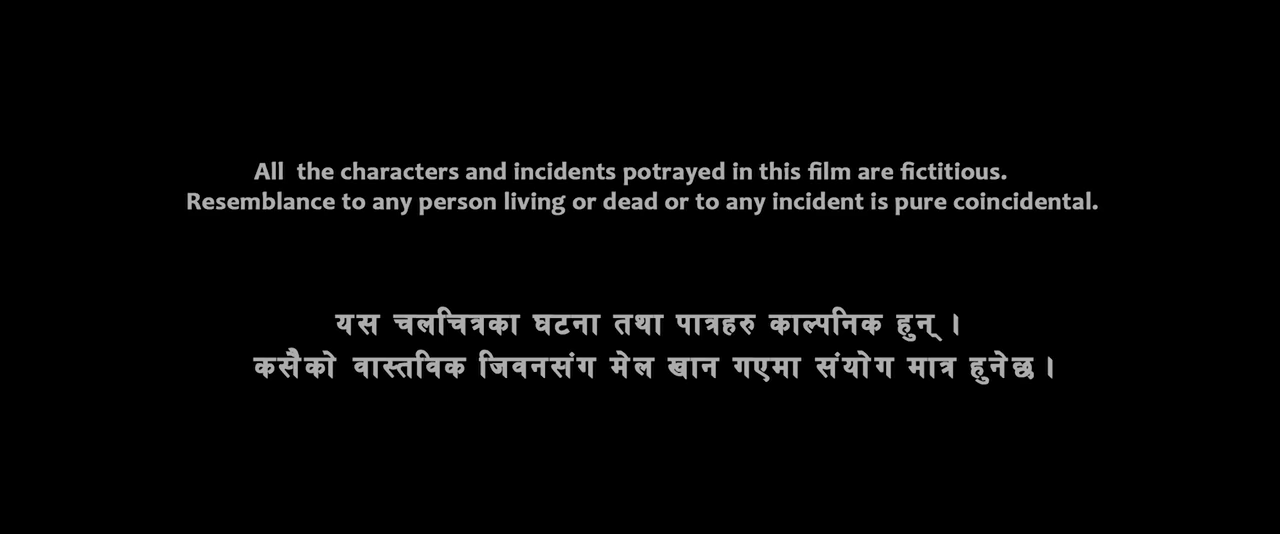 All the characters and incidents potrayed in this film are fictitious.
Resemblance to any person living or dead or to any incident is pure coincidental.
यस चलचित्रका घटना तथा पात्रहरु काल्पनिक हुन् ।
कसैको वास्तविक जिवनसंग मेल खान गएमा संयोग मात्र हुनेछ ।